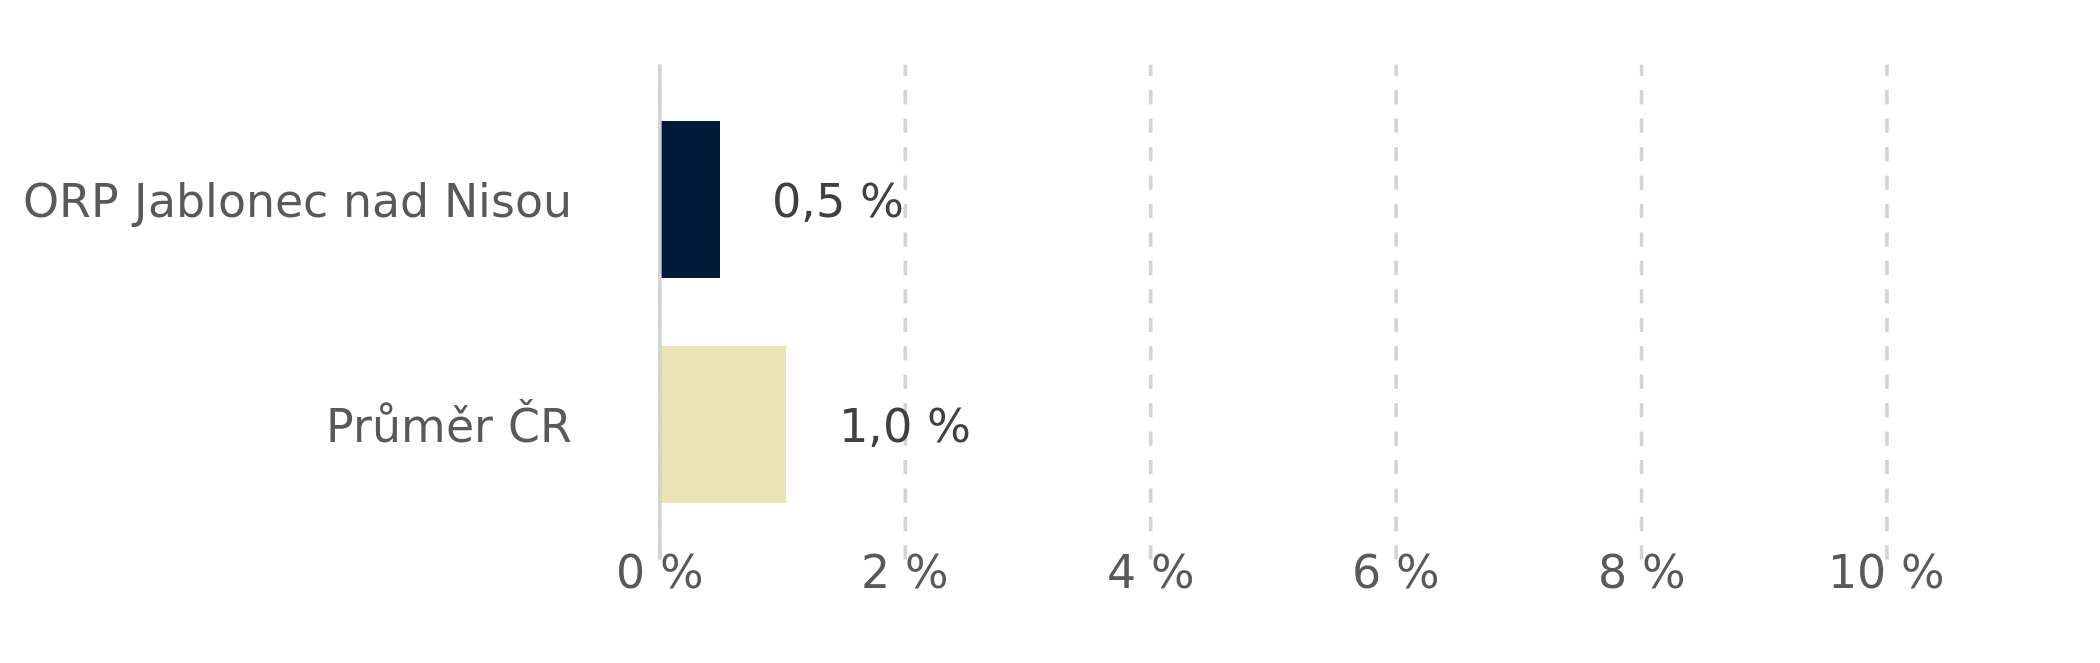 ORP Jablonec nad Nisou
0,5 %
Průměr ČR
1,0 %
0 % 2 % 4 % 6 % 8 % 10 %